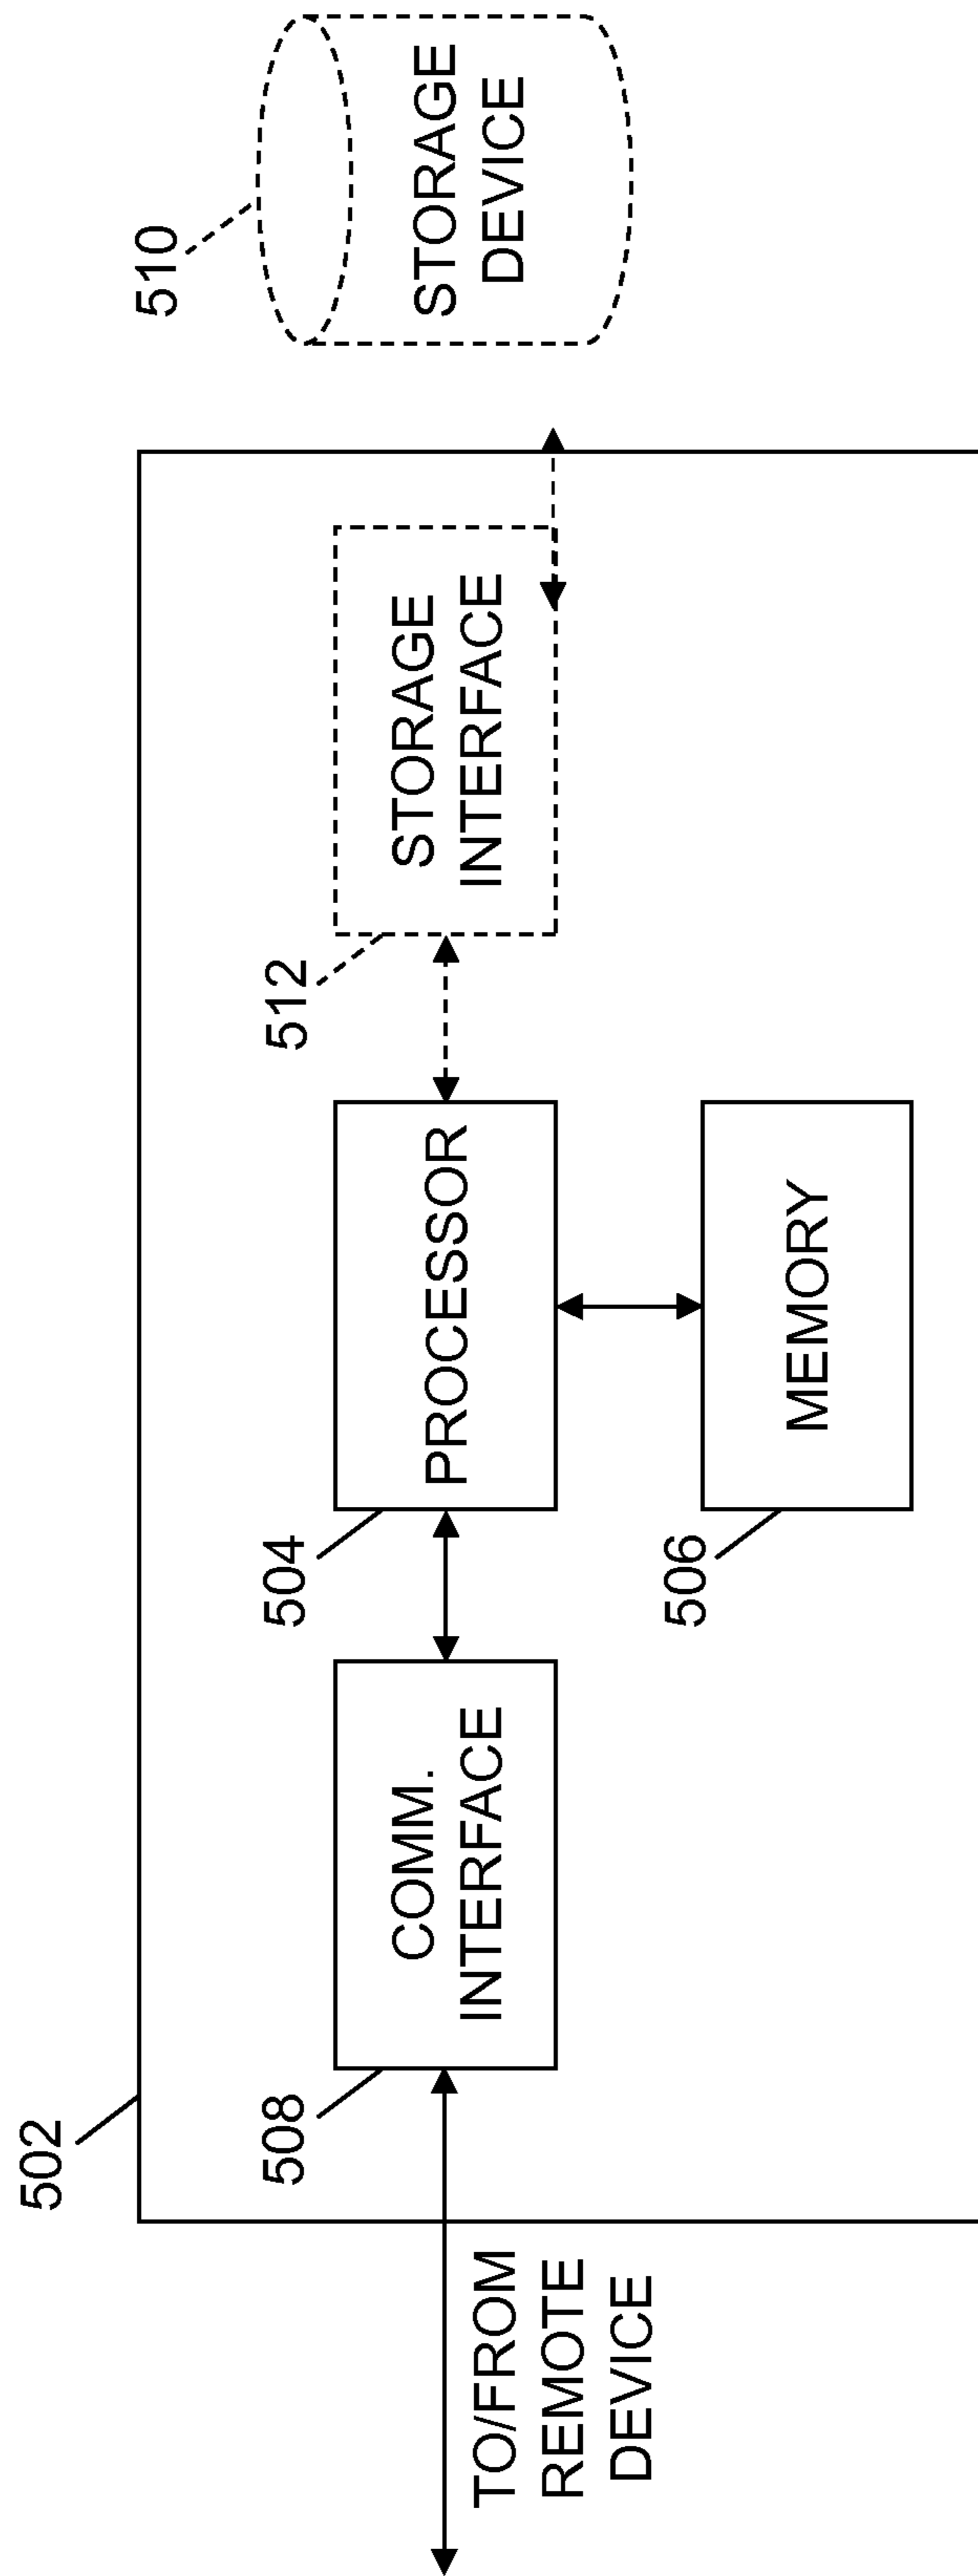 502
TO/FROM
REMOTE
DEVICE
508
COMM.
INTERFACE
504
PROCESSOR
506
MEMORY
512
STORAGE
INTERFACE
510
STORAGE
DEVICE